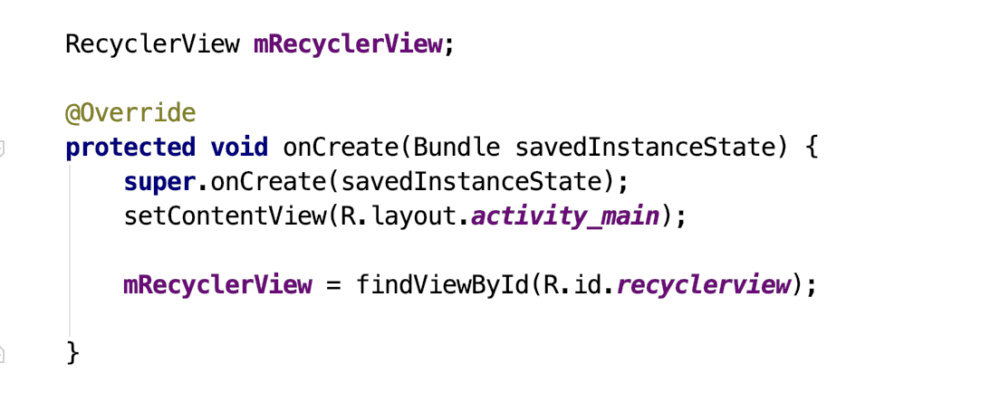 RecyclerView mRecyclerView;
@Override
protected void onCreate(Bundle savedInstanceState) {
super.onCreate(savedInstanceState);
setContentView(R.layout.activity_main);
mRecyclerView = findViewById(R.id.recyclerview);
}